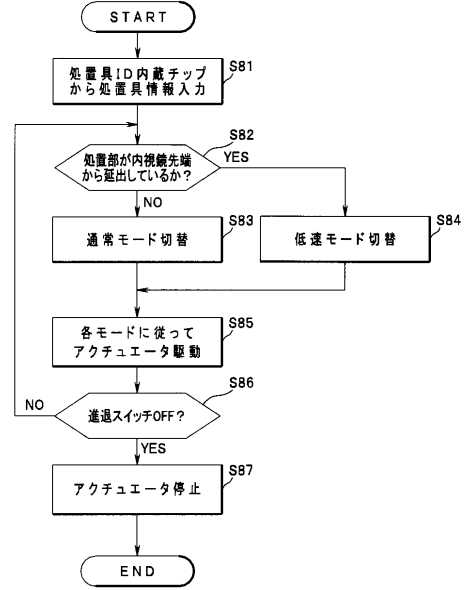 START
S81
処置具ID内蔵チップ
から処置具情報入力
S82
処置部が内視鏡先端
から延出しているか?
YES
NO
S83
通常モード切替
S84
低速モード切替
S85
各モードに従って
アクチュエータ駆動
S86
進退スイッチOFF?
NO
YES
S87
アクチュエータ停止
END